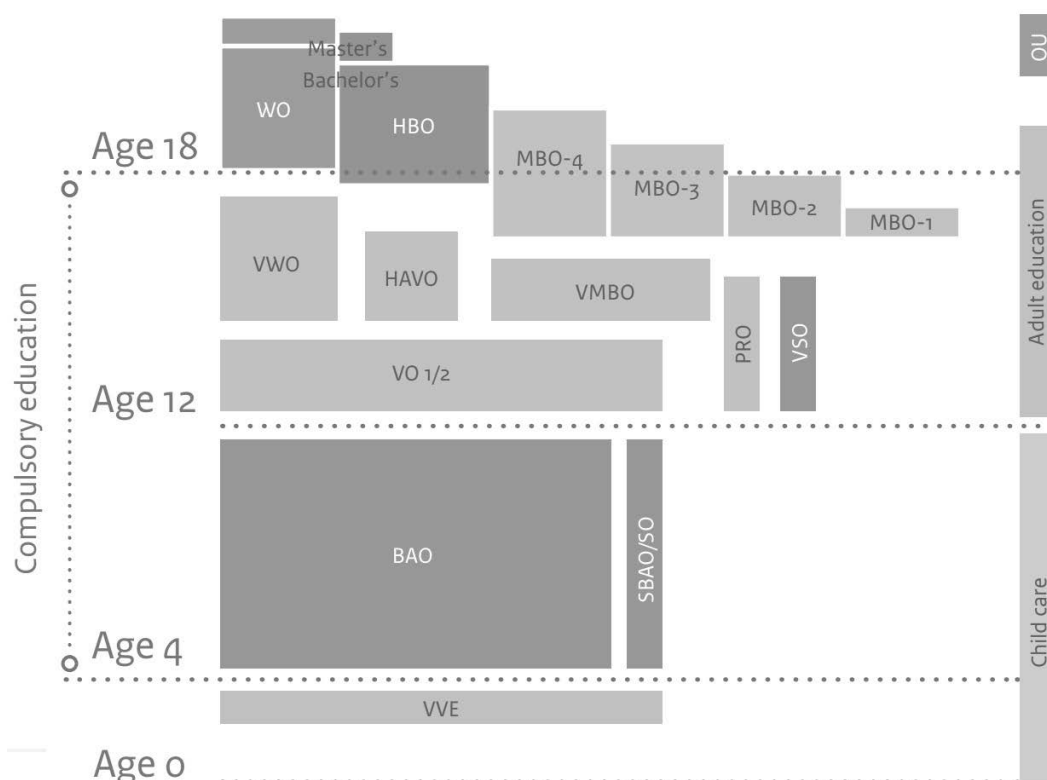 Master's
Bachelor's
OU
WO
HBO
Age 18
MBO-4
MBO-3
MBO-2
MBO-1
VWO
HAVO
VMBO
Adult education
PRO
VSO
VO 1/2
Age 12
Compulsory education
BAO
SBAO/SO
Child care
Age 4
VVE
Age 0